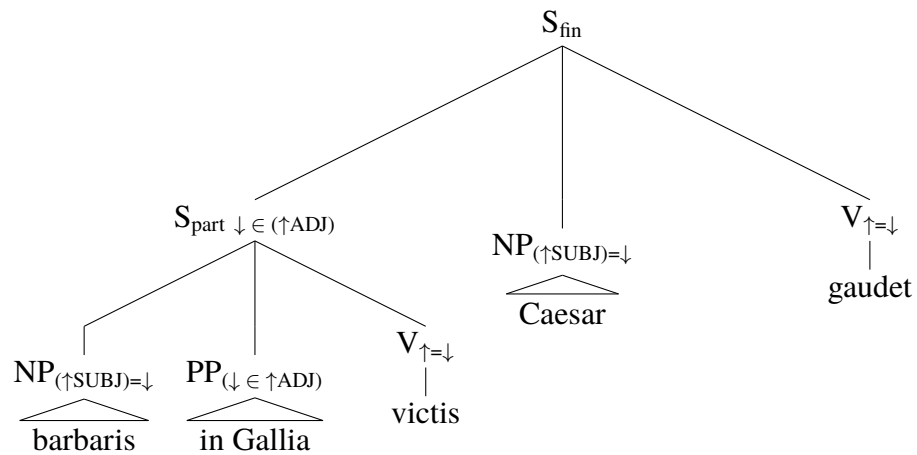 S_fin
S_part ↓ ∈ (↑ADJ)
NP_(↑SUBJ)=↓
V_↑=↓
Caesar
gaudet
NP_(↑SUBJ)=↓
PP_(↓ ∈ ↑ADJ)
V_↑=↓
barbaris
in Gallia
victis